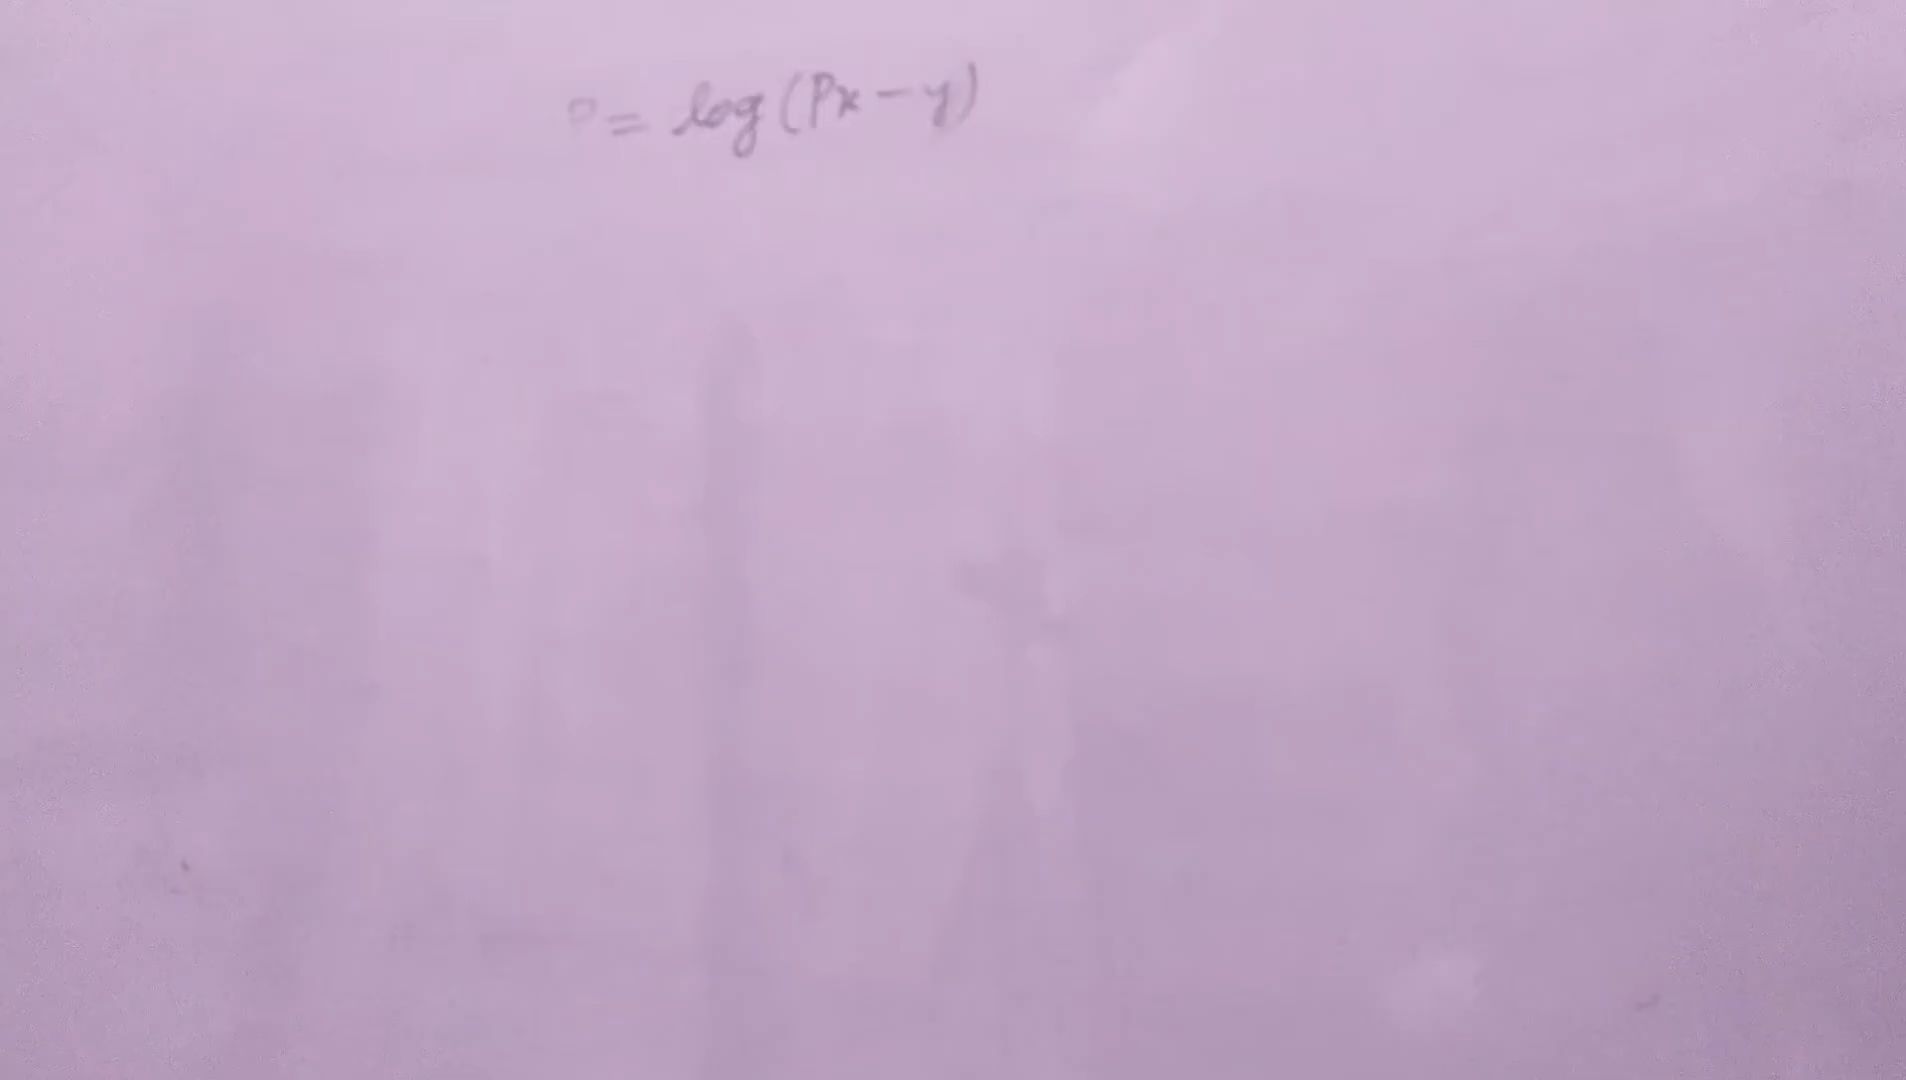 P = log (Px - y)